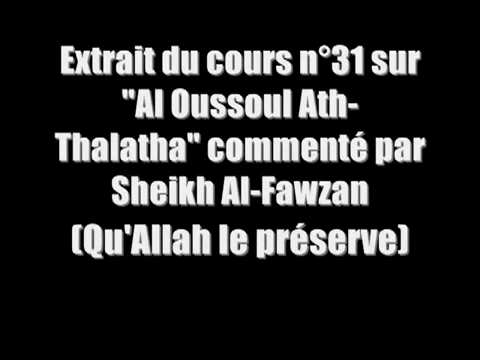 Extrait du cours n°31 sur
"Al Oussoul Ath-
Thalatha" commenté par
Sheikh Al-Fawzan
(Qu'Allah le préserve)